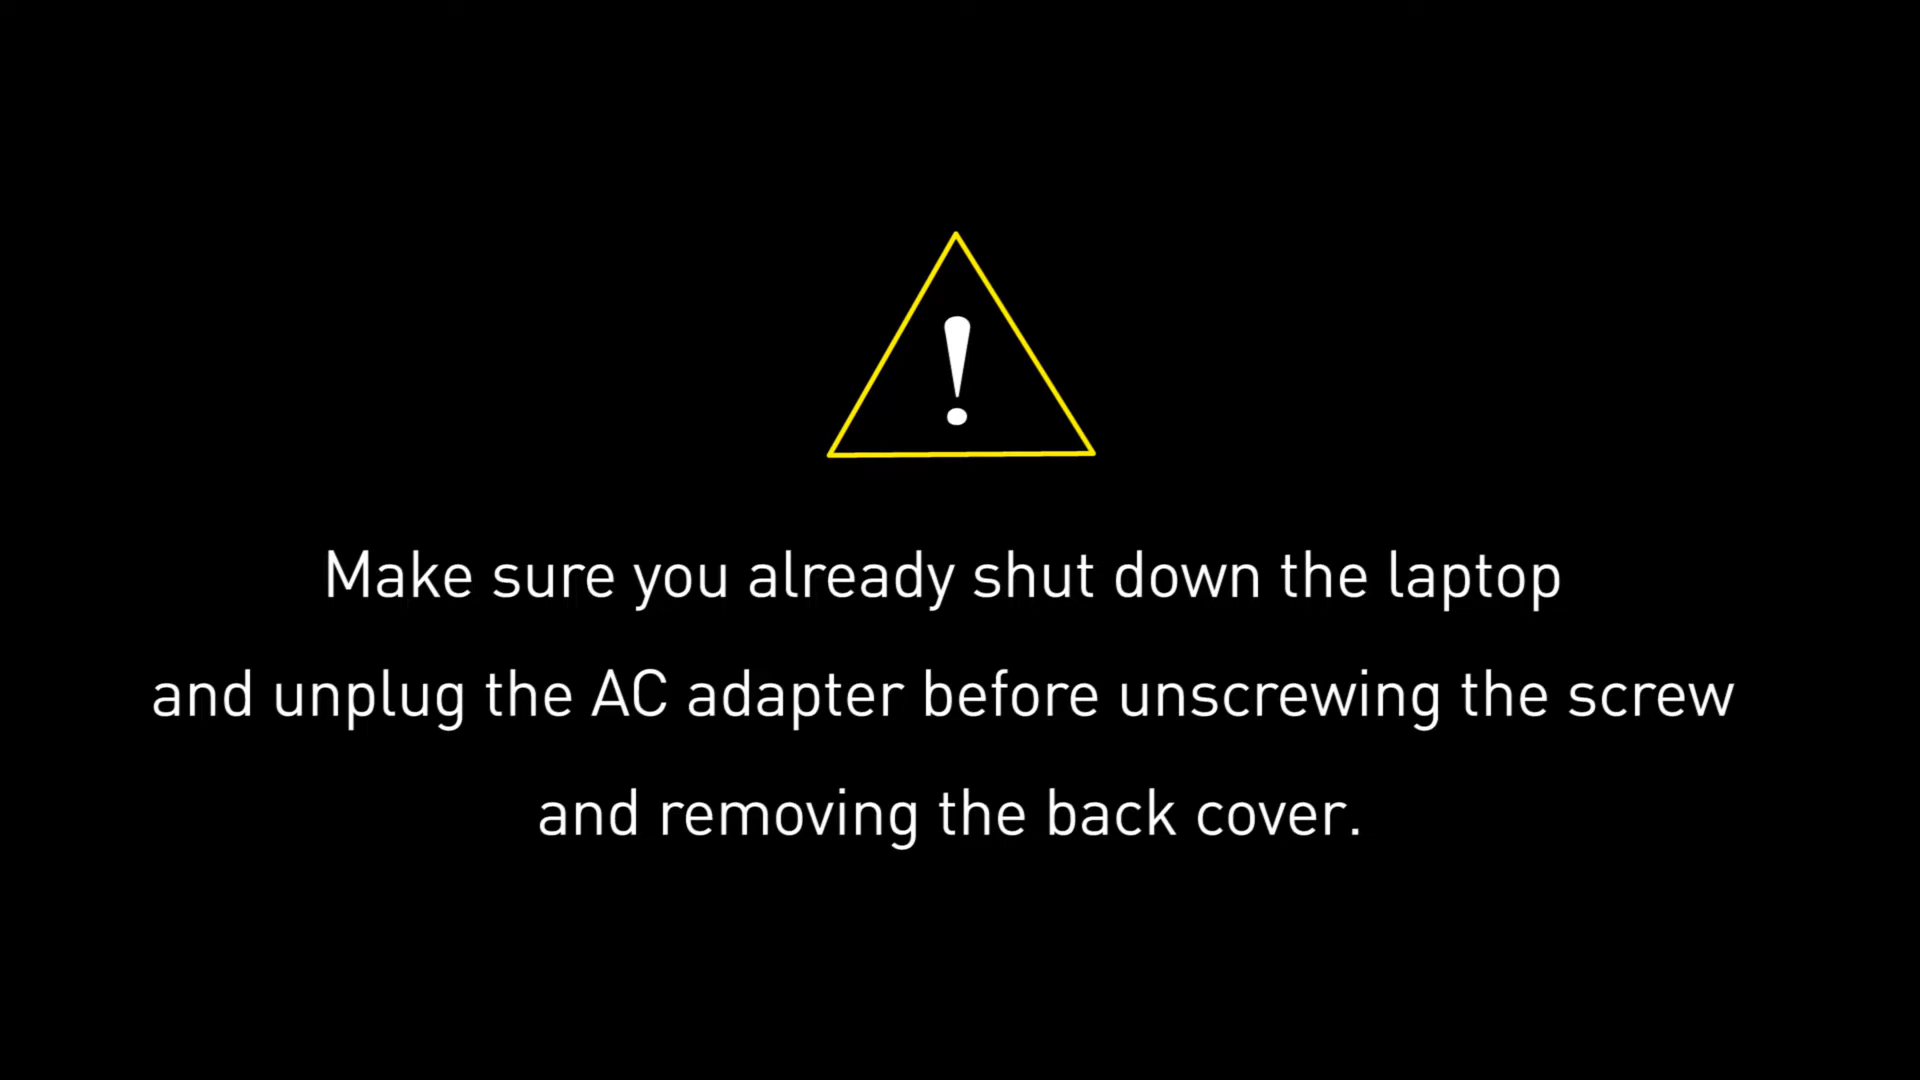 !
Make sure you already shut down the laptop
and unplug the AC adapter before unscrewing the screw
and removing the back cover.